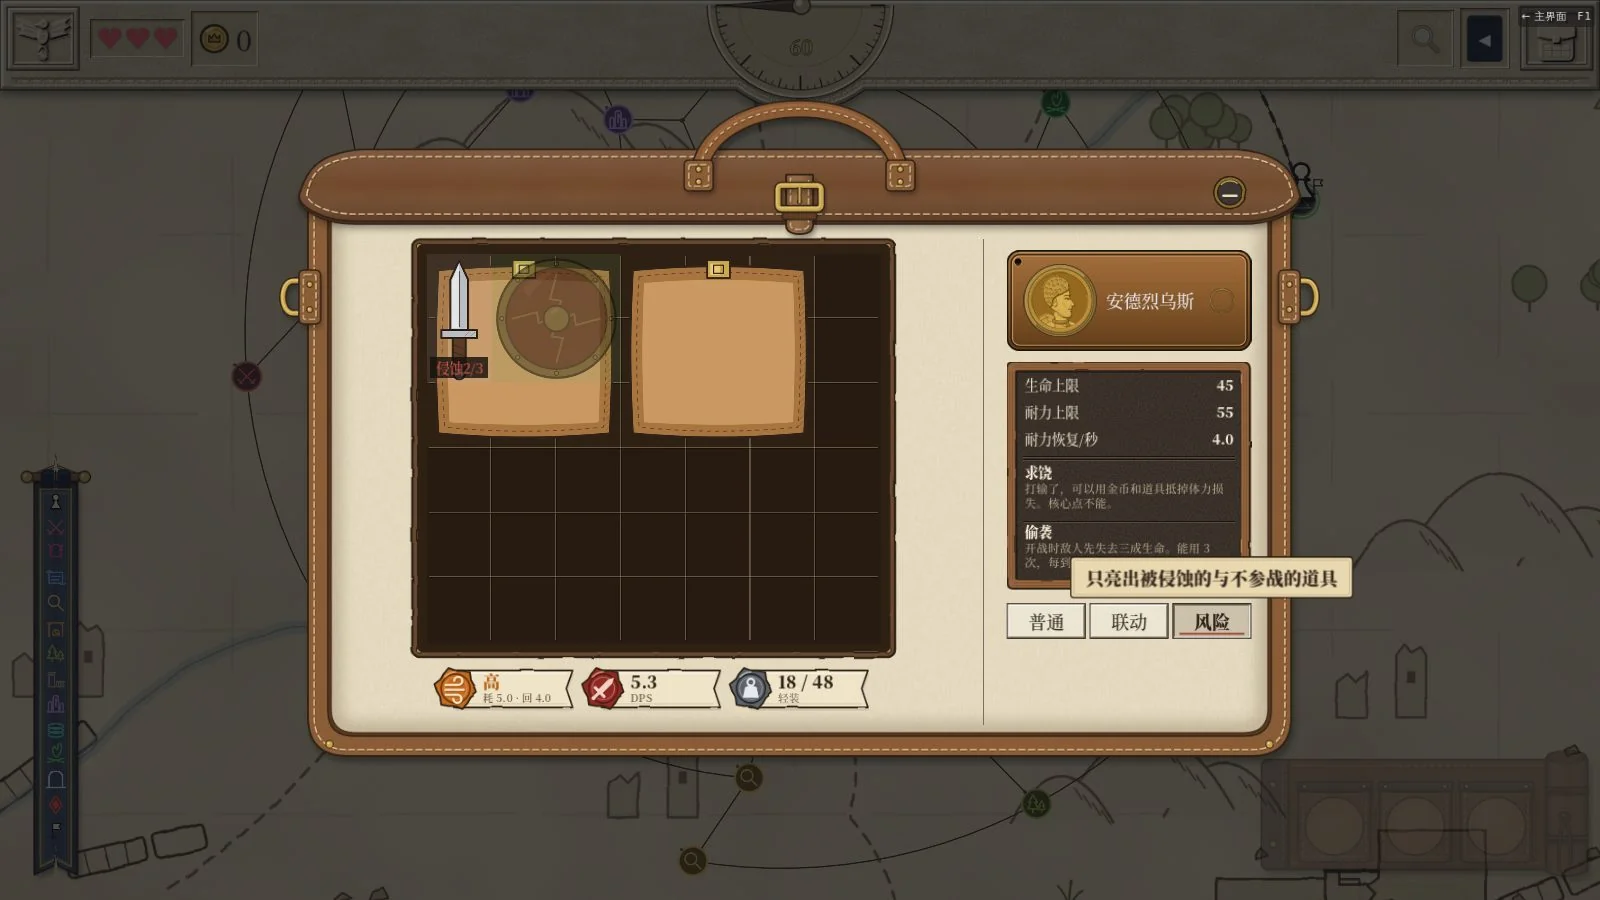 ← 主界面 F1
0
60
安德烈乌斯
侵蚀2/3
生命上限 45
耐力上限 55
耐力恢复/秒 4.0
求饶
打输了，可以用金币和道具抵掉体力损
失。核心点不能。
偷袭
开战时敌人先失去三成生命。能用 3
次，每到
只亮出被侵蚀的与不参战的道具
普通 联动 风险
高
耗 5.0 · 回 4.0
5.3
DPS
18 / 48
轻装